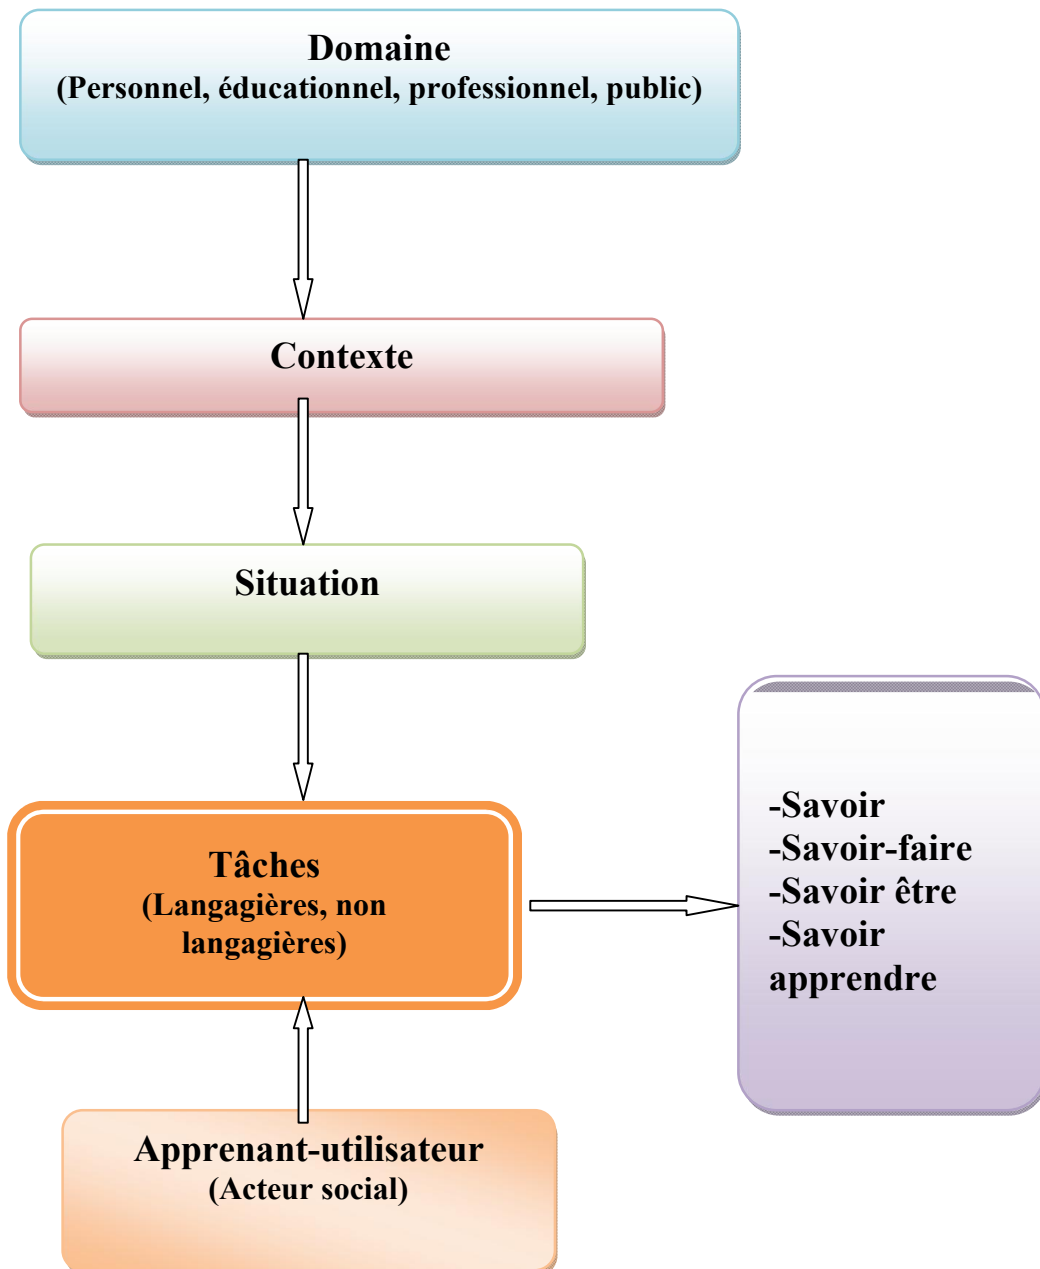 Domaine
(Personnel, éducationnel, professionnel, public)
Contexte
Situation
Tâches
(Langagières, non
langagières)
-Savoir
-Savoir-faire
-Savoir être
-Savoir
apprendre
Apprenant-utilisateur
(Acteur social)